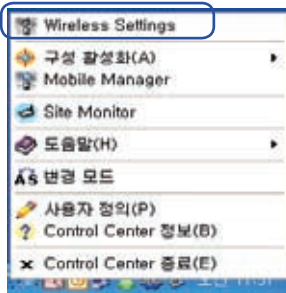 Wireless Settings
구성 활성화(A)
Mobile Manager
Site Monitor
도움말(H)
변경 모드
사용자 정의(P)
Control Center 정보(B)
Control Center 종료(E)